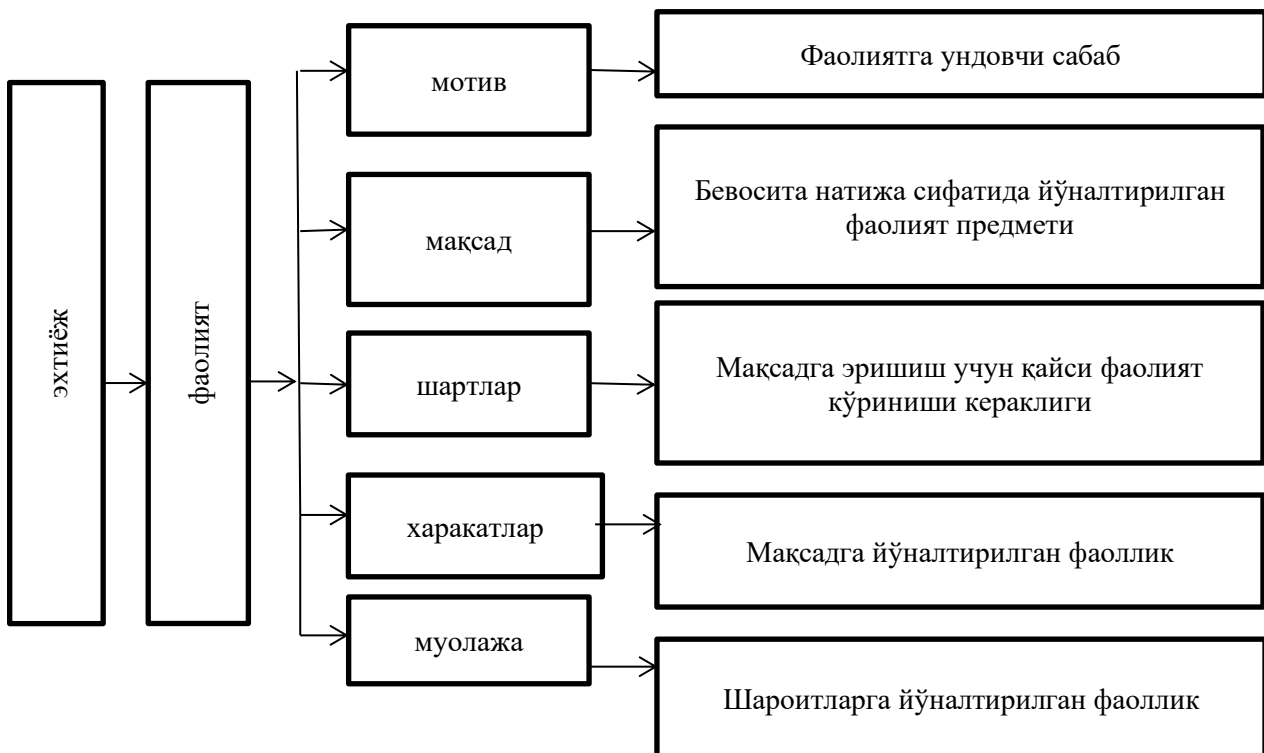 эхтиёж
фаолият
мотив
Фаолиятга ундовчи сабаб
мақсад
Бевосита натижа сифатида йўналтирилган
фаолият предмети
шартлар
Мақсадга эришиш учун қайси фаолият
кўриниши кераклиги
харакатлар
Мақсадга йўналтирилган фаоллик
муолажа
Шароитларга йўналтирилган фаоллик